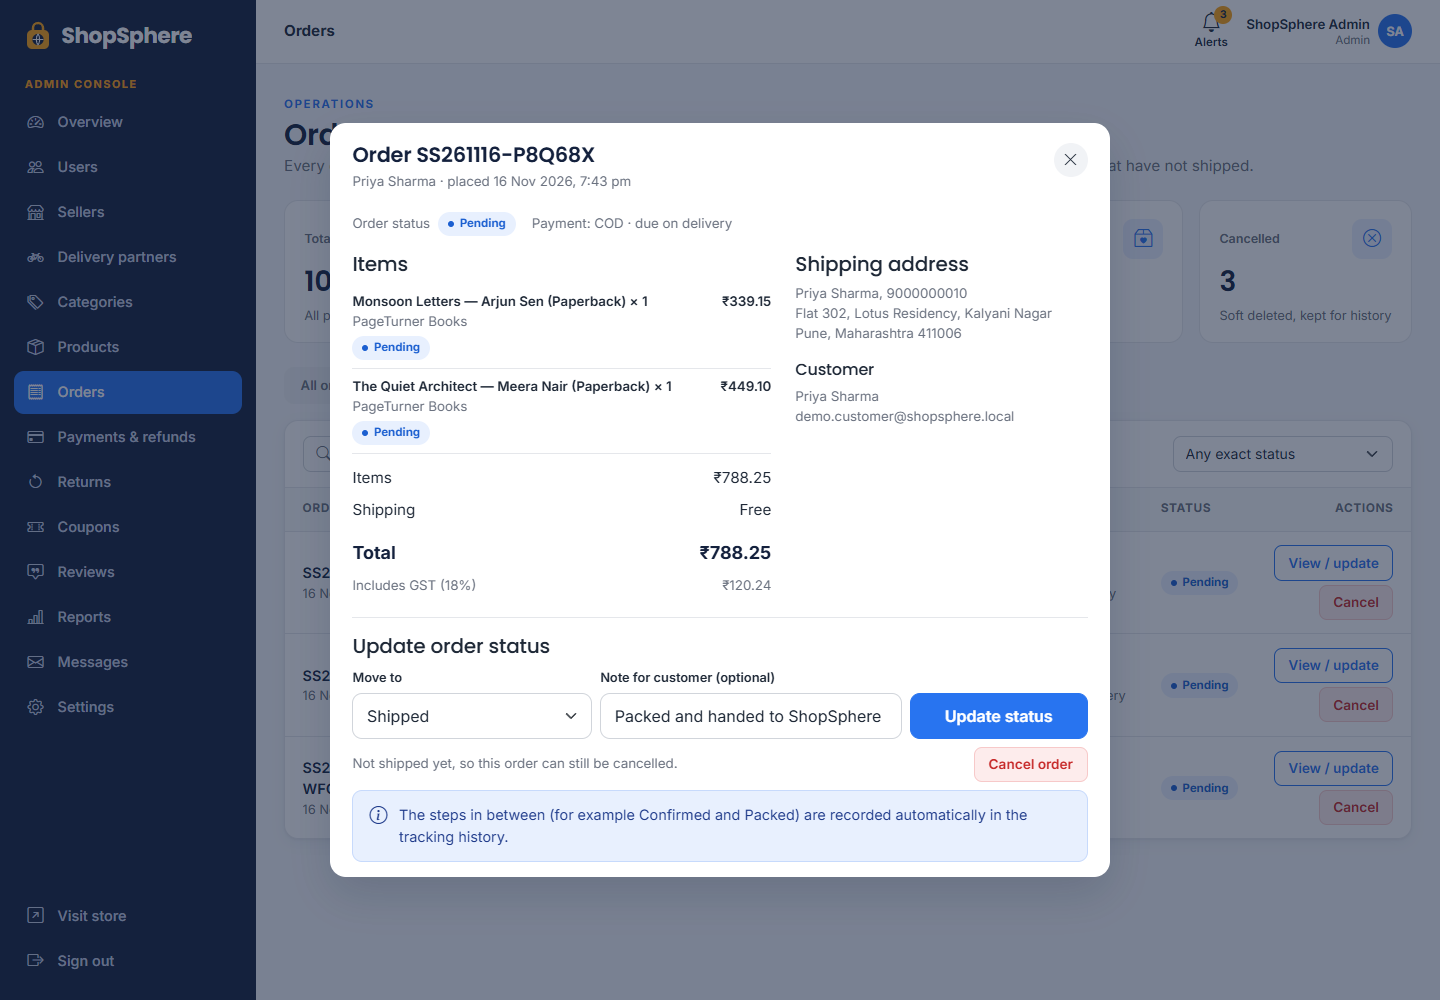 ShopSphere
ADMIN CONSOLE
Overview
Users
Sellers
Delivery partners
Categories
Products
Orders
Payments & refunds
Returns
Coupons
Reviews
Reports
Messages
Settings
Visit store
Sign out
Orders
3
Alerts
ShopSphere Admin
Admin
SA
OPERATIONS
Every
at have not shipped.
10
Cancelled
3
Soft deleted, kept for history
Any exact status
STATUS
ACTIONS
Pending
View / update
Cancel
Pending
View / update
Cancel
Pending
View / update
Cancel
Order SS261116-P8Q68X
Priya Sharma · placed 16 Nov 2026, 7:43 pm
Order status Pending Payment: COD · due on delivery
Items
Monsoon Letters — Arjun Sen (Paperback) × 1 ₹339.15
PageTurner Books
Pending
The Quiet Architect — Meera Nair (Paperback) × 1 ₹449.10
PageTurner Books
Pending
Items ₹788.25
Shipping Free
Total ₹788.25
Includes GST (18%) ₹120.24
Shipping address
Priya Sharma, 9000000010
Flat 302, Lotus Residency, Kalyani Nagar
Pune, Maharashtra 411006
Customer
Priya Sharma
demo.customer@shopsphere.local
Update order status
Move to
Note for customer (optional)
Shipped
Packed and handed to ShopSphere
Update status
Not shipped yet, so this order can still be cancelled.
Cancel order
The steps in between (for example Confirmed and Packed) are recorded automatically in the
tracking history.